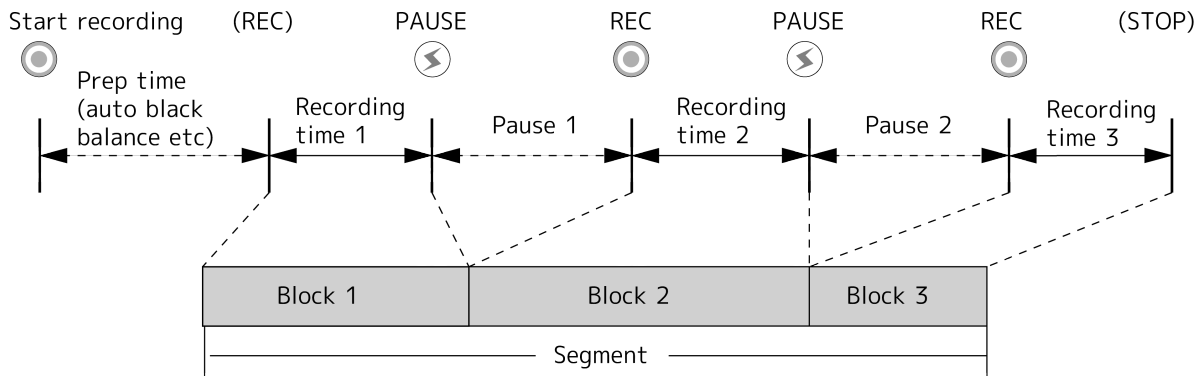 Start recording (REC) PAUSE REC PAUSE REC (STOP)
Prep time
(auto black
balance etc)
Recording
time 1
Pause 1
Recording
time 2
Pause 2
Recording
time 3
Block 1 Block 2 Block 3
Segment